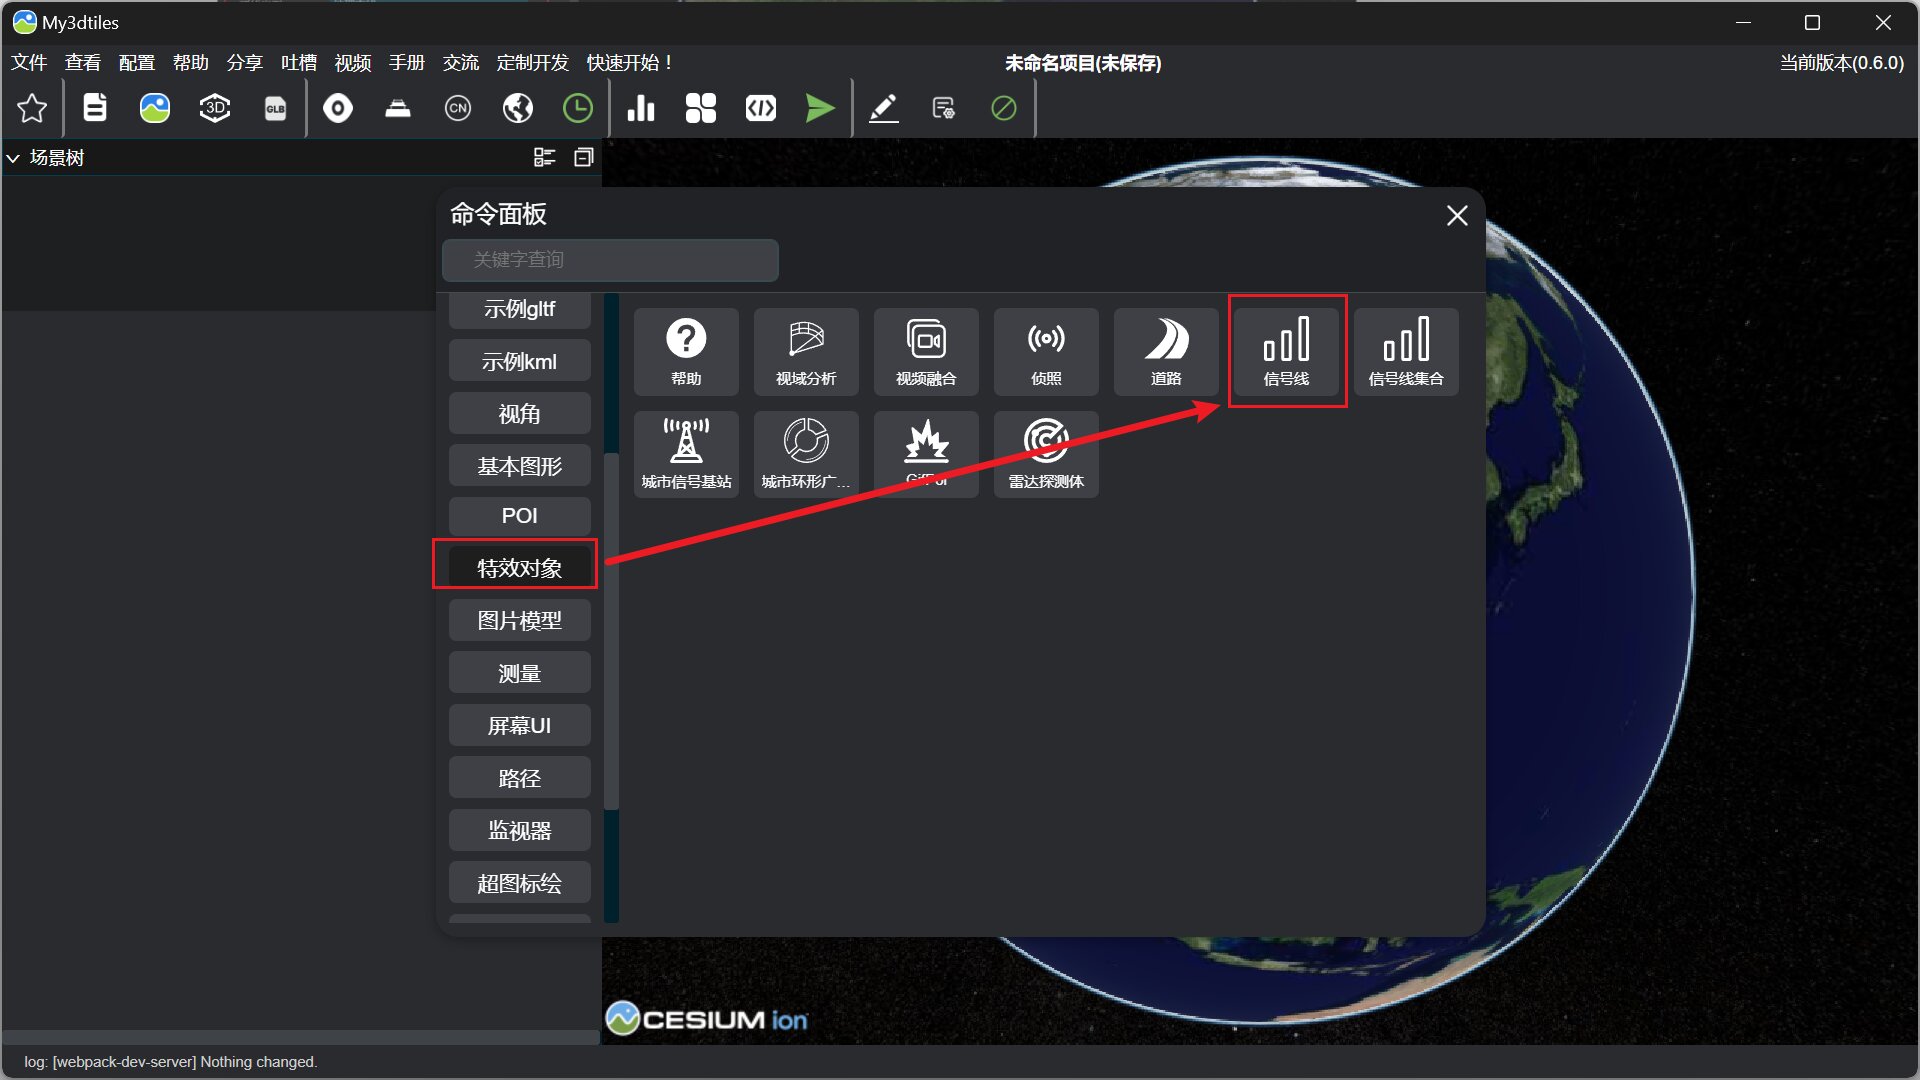 My3dtiles
文件 查看 配置 帮助 分享 吐槽 视频 手册 交流 定制开发 快速开始！
未命名项目(未保存)
当前版本(0.6.0)
3D
GLB
CN
场景树
命令面板
关键字查询
示例gltf
示例kml
视角
基本图形
POI
特效对象
图片模型
测量
屏幕UI
路径
监视器
超图标绘
帮助
视域分析
视频融合
侦照
道路
信号线
信号线集合
城市信号基站
城市环形广...
雷达探测体
CESIUM ion
log: [webpack-dev-server] Nothing changed.